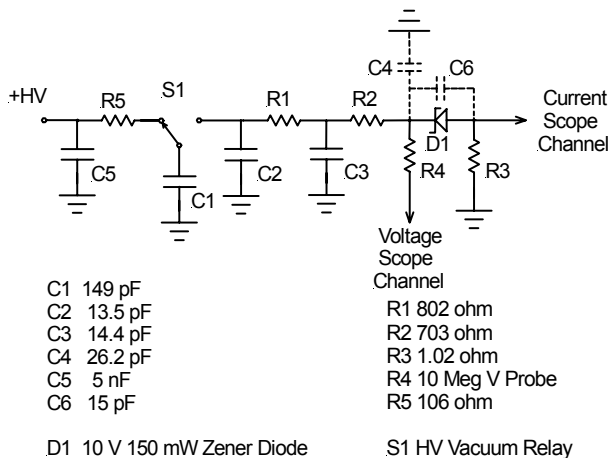 +HV
R5
S1
R1
R2
C4
C6
Current
Scope
Channel
C5
C1
C2
C3
R4
D1
R3
Voltage
Scope
Channel
C1 149 pF
C2 13.5 pF
C3 14.4 pF
C4 26.2 pF
C5 5 nF
C6 15 pF
D1 10 V 150 mW Zener Diode
R1 802 ohm
R2 703 ohm
R3 1.02 ohm
R4 10 Meg V Probe
R5 106 ohm
S1 HV Vacuum Relay